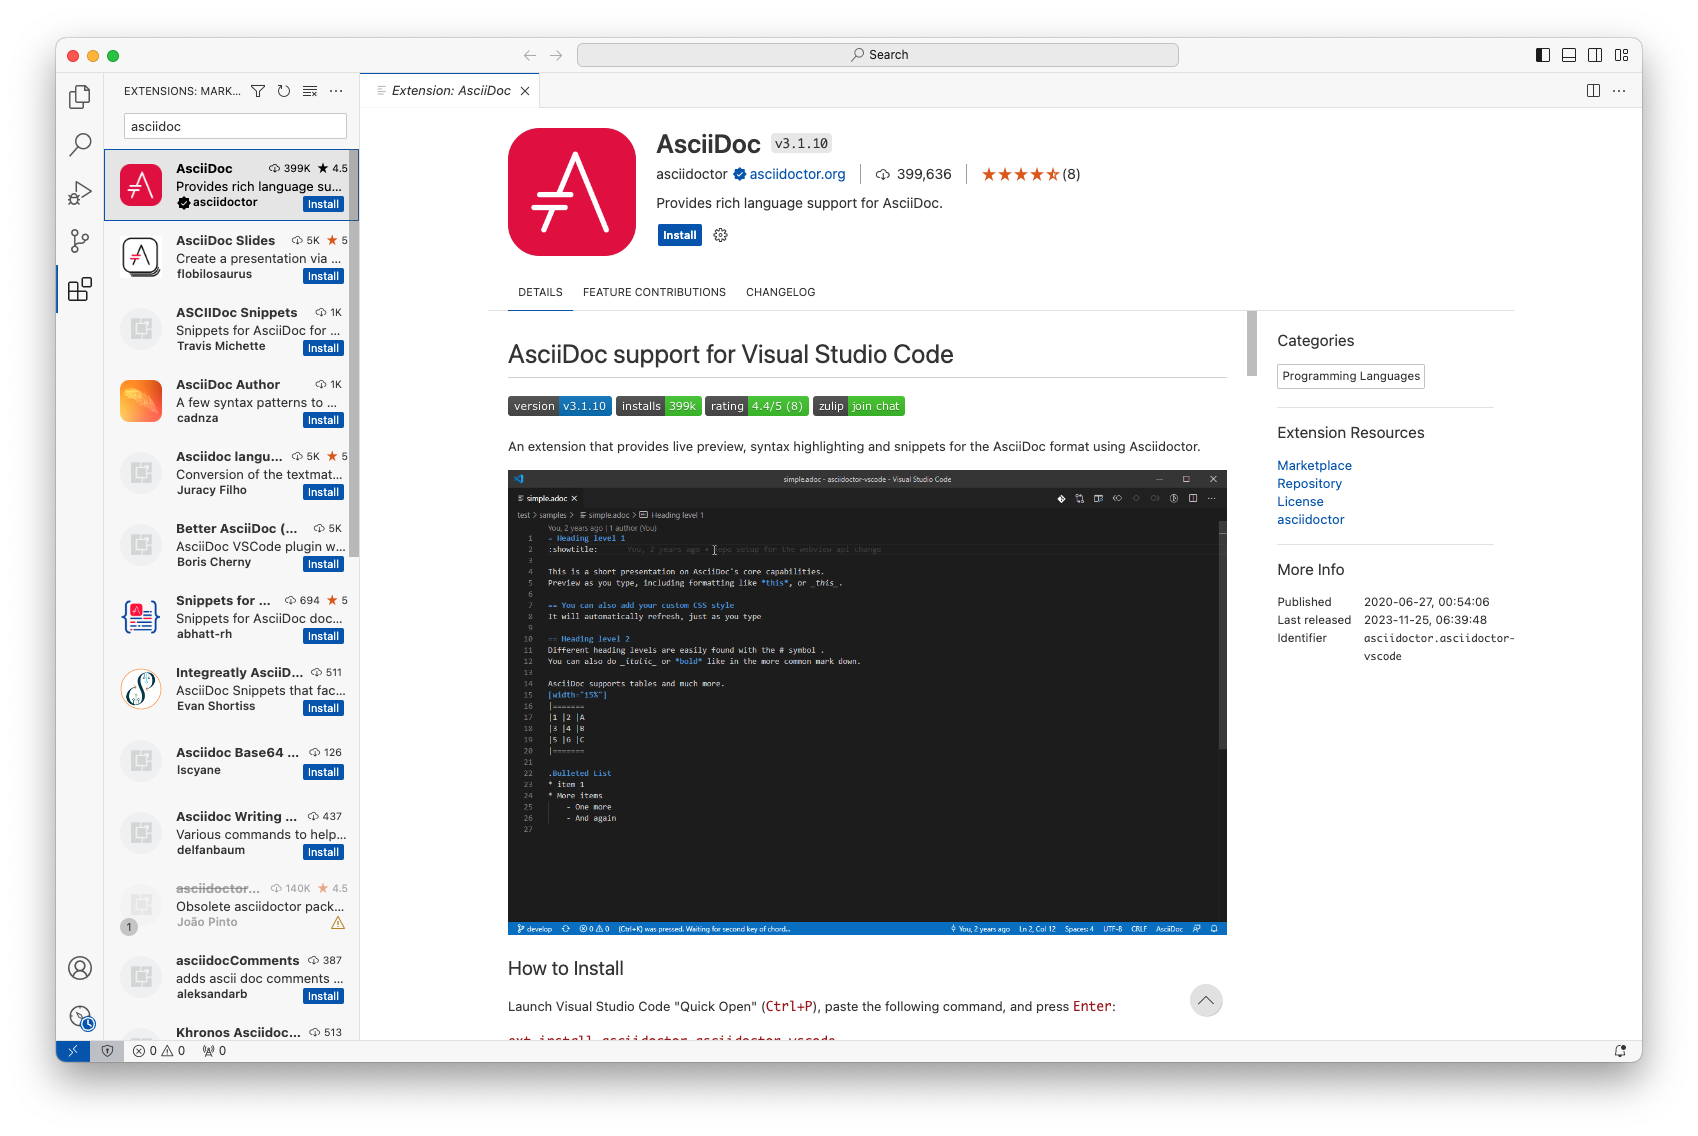 Search
EXTENSIONS: MARK...
Extension: AsciiDoc
asciidoc
AsciiDoc 399K ★ 4.5
Provides rich language su...
asciidoctor Install
AsciiDoc Slides 5K ★ 5
Create a presentation via ...
flobilosaurus Install
ASCIIDoc Snippets 1K
Snippets for AsciiDoc for ...
Travis Michette Install
AsciiDoc Author 1K
A few syntax patterns to ...
cadnza Install
Asciidoc langu... 5K ★ 5
Conversion of the textmat...
Juracy Filho Install
Better AsciiDoc (... 5K
AsciiDoc VSCode plugin w...
Boris Cherny Install
Snippets for ... 694 ★ 5
Snippets for AsciiDoc doc...
abhatt-rh Install
Integreatly AsciiD... 511
AsciiDoc Snippets that fac...
Evan Shortiss Install
Asciidoc Base64 ... 126
lscyane Install
Asciidoc Writing ... 437
Various commands to help...
delfanbaum Install
asciidoctor... 140K ★ 4.5
Obsolete asciidoctor pack...
João Pinto
1
asciidocComments 387
adds ascii doc comments ...
aleksandarb Install
Khronos Asciidoc... 513
AsciiDoc v3.1.10
asciidoctor asciidoctor.org 399,636 (8)
Provides rich language support for AsciiDoc.
Install
DETAILS FEATURE CONTRIBUTIONS CHANGELOG
AsciiDoc support for Visual Studio Code
version v3.1.10 installs 399k rating 4.4/5 (8) zulip join chat
An extension that provides live preview, syntax highlighting and snippets for the AsciiDoc format using Asciidoctor.
simple.adoc - asciidoctor-vscode - Visual Studio Code
simple.adoc
test > samples > simple.adoc > Heading level 1
You, 2 years ago | 1 author (You)
1 = Heading level 1
2 :showtitle: You, 2 years ago • repo setup for the webview api change
3
4 This is a short presentation on AsciiDoc's core capabilities.
5 Preview as you type, including formatting like *this*, or _this_.
6
7 == You can also add your custom CSS style
8 It will automatically refresh, just as you type
9
10 == Heading level 2
11 Different heading levels are easily found with the # symbol .
12 You can also do _italic_ or *bold* like in the more common mark down.
13
14 AsciiDoc supports tables and much more.
15 [width="15%"]
16 |=======
17 |1 |2 |A
18 |3 |4 |B
19 |5 |6 |C
20 |=======
21
22 .Bulleted List
23 * item 1
24 * More items
25 - One more
26 - And again
27
develop 0 0 (Ctrl+K) was pressed. Waiting for second key of chord... You, 2 years ago Ln 2, Col 12 Spaces: 4 UTF-8 CRLF AsciiDoc
How to Install
Launch Visual Studio Code "Quick Open" (Ctrl+P), paste the following command, and press Enter:
ext install asciidoctor.asciidoctor-vscode
Categories
Programming Languages
Extension Resources
Marketplace
Repository
License
asciidoctor
More Info
Published 2020-06-27, 00:54:06
Last released 2023-11-25, 06:39:48
Identifier asciidoctor.asciidoctor-
vscode
0 0 0